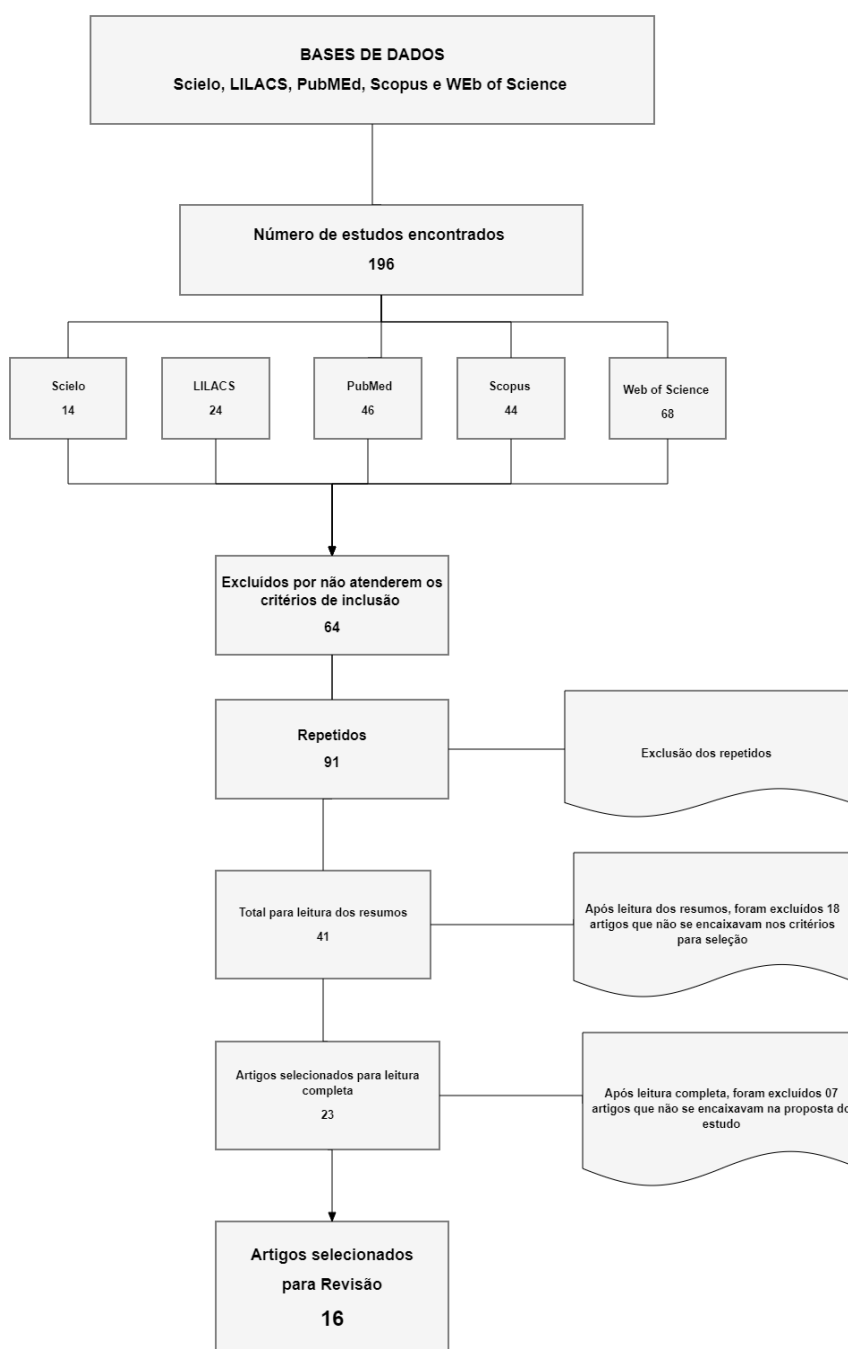 BASES DE DADOS
Scielo, LILACS, PubMEd, Scopus e WEb of Science
Número de estudos encontrados
196
Scielo
14
LILACS
24
PubMed
46
Scopus
44
Web of Science
68
Excluídos por não atenderem os
critérios de inclusão
64
Repetidos
91
Exclusão dos repetidos
Total para leitura dos resumos
41
Após leitura dos resumos, foram excluídos 18
artigos que não se encaixavam nos critérios
para seleção
Artigos selecionados para leitura
completa
23
Após leitura completa, foram excluídos 07
artigos que não se encaixavam na proposta do
estudo
Artigos selecionados
para Revisão
16